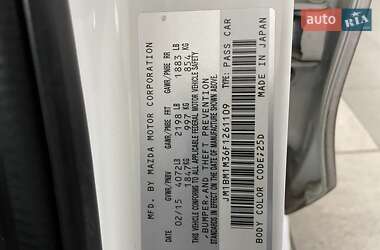 AUTO RIA
MFD. BY MAZDA MOTOR CORPORATION
02/15 GAWR/PNBE FRT GAWR/PNBE RR
GVWR/PNBV
4072LB 2198 LB 1883 LB
1847KG 997 KG 854 KG
THIS VEHICLE CONFORMS TO ALL APPLICABLE FEDERAL MOTOR VEHICLE SAFETY,
BUMPER, AND THEFT PREVENTION
STANDARDS IN EFFECT ON THE DATE OF MANUFACTURE SHOWN ABOVE.
JM1BM1M36F1261109 TYPE: PASS CAR
MADE IN JAPAN
BODY COLOR CODE:25D